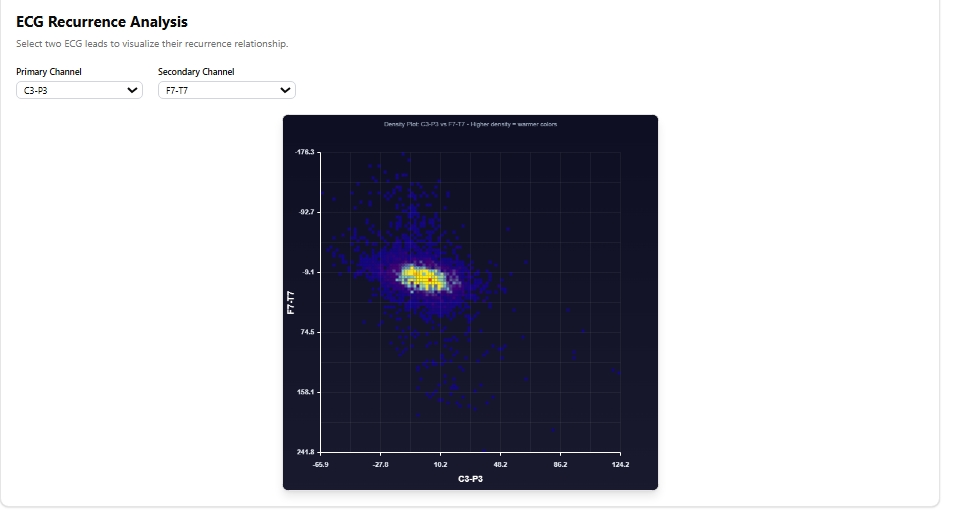 ECG Recurrence Analysis
Select two ECG leads to visualize their recurrence relationship.
Primary Channel
Secondary Channel
C3-P3
F7-T7
Density Plot: C3-P3 vs F7-T7 - Higher density = warmer colors
-176.3
-92.7
-9.1
74.5
158.1
241.8
F7-T7
-65.9
-27.8
10.2
48.2
86.2
124.2
C3-P3